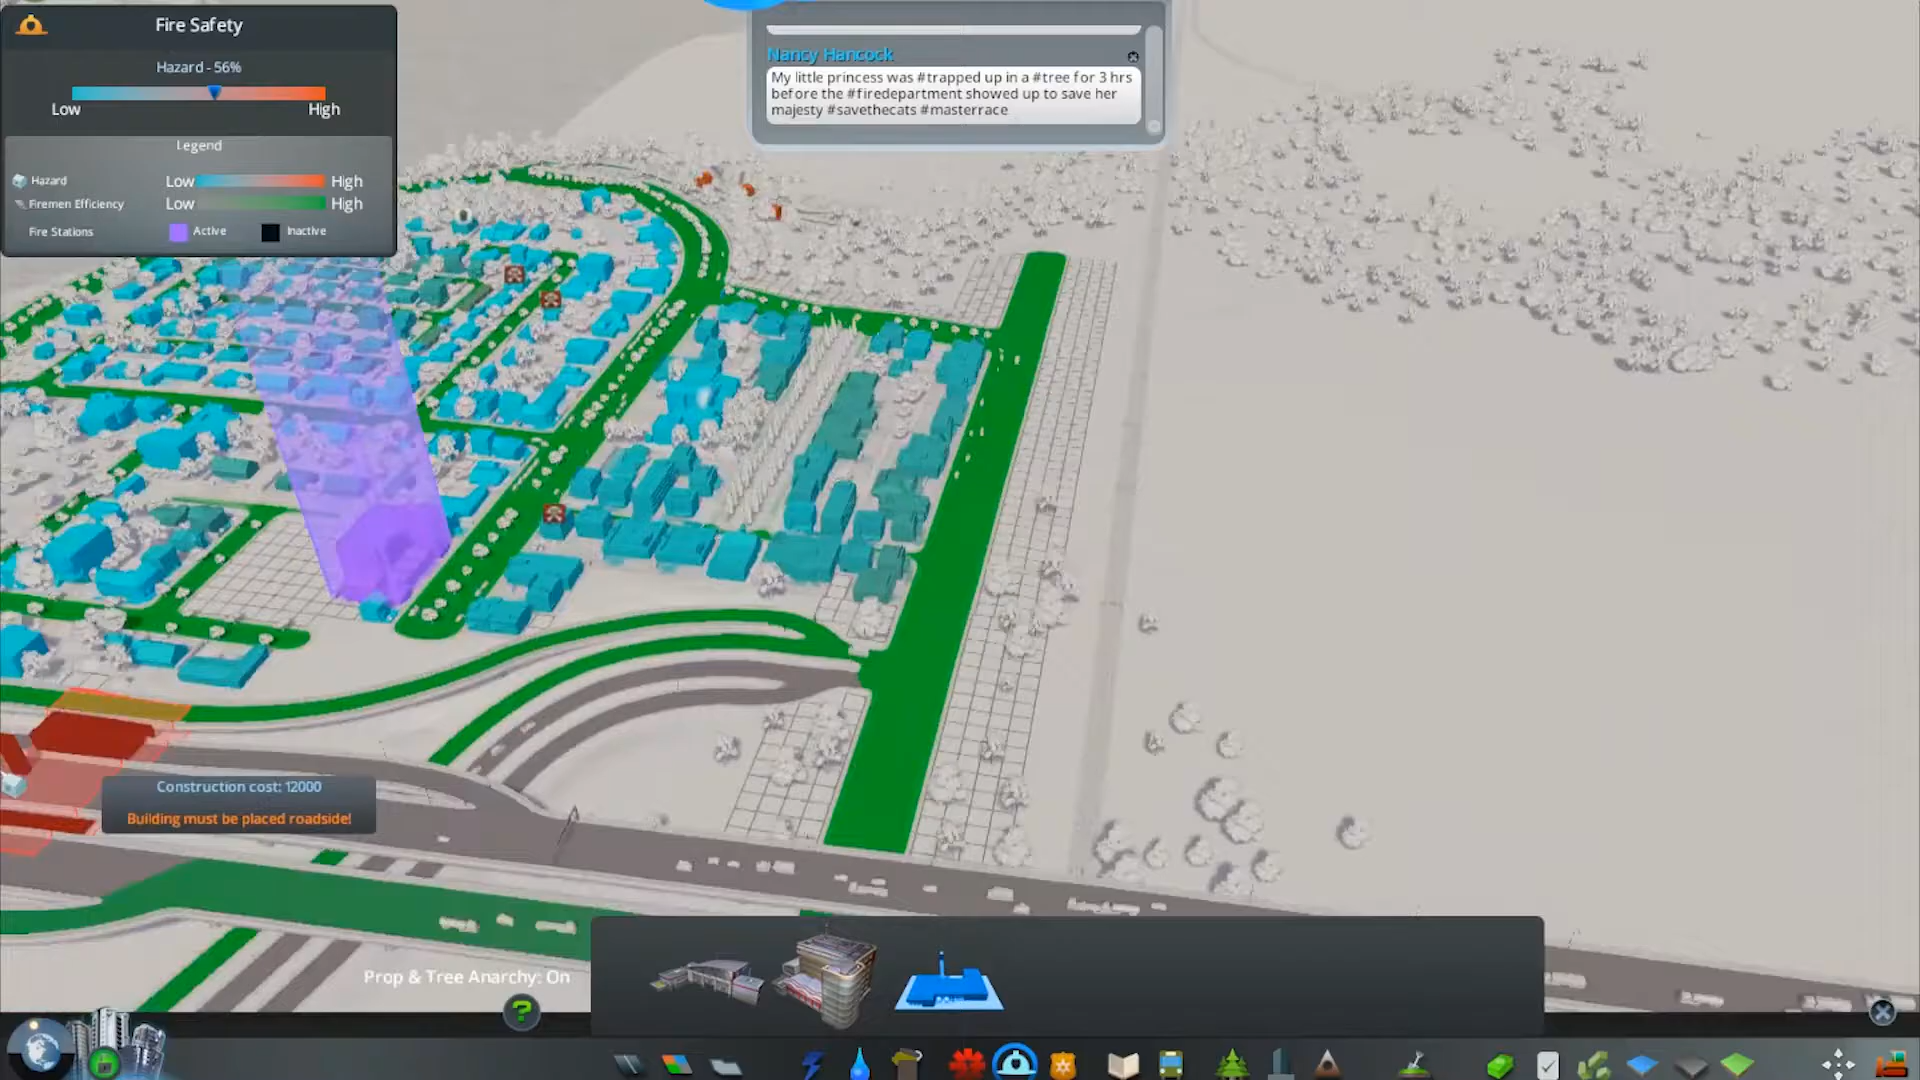 Fire Safety
Hazard - 56%
Low High
Legend
Hazard Low High
Firemen Efficiency Low High
Fire Stations Active Inactive
Nancy Hancock
My little princess was #trapped up in a #tree for 3 hrs
before the #firedepartment showed up to save her
majesty #savethecats #masterrace
Construction cost: 12000
Building must be placed roadside!
Prop & Tree Anarchy: On
?